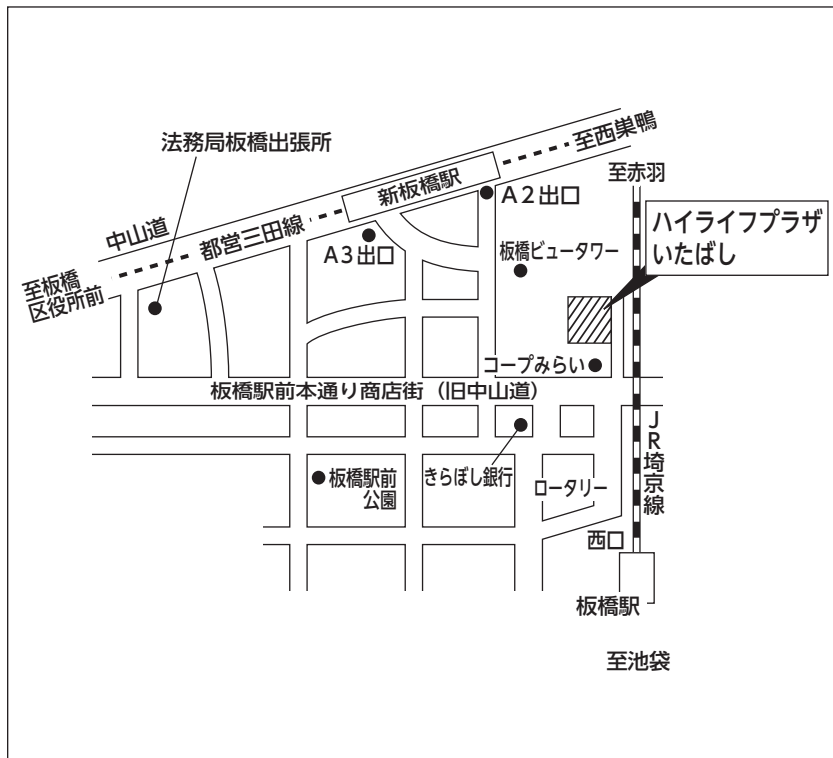 法務局板橋出張所
至西巣鴨
至赤羽
新板橋駅
A2出口
ハイライフプラザ
いたばし
中山道
都営三田線
A3出口
板橋ビュータワー
至板橋
区役所前
コープみらい
板橋駅前本通り商店街（旧中山道）
JR埼京線
板橋駅前
公園
きらぼし銀行
ロータリー
西口
板橋駅
至池袋